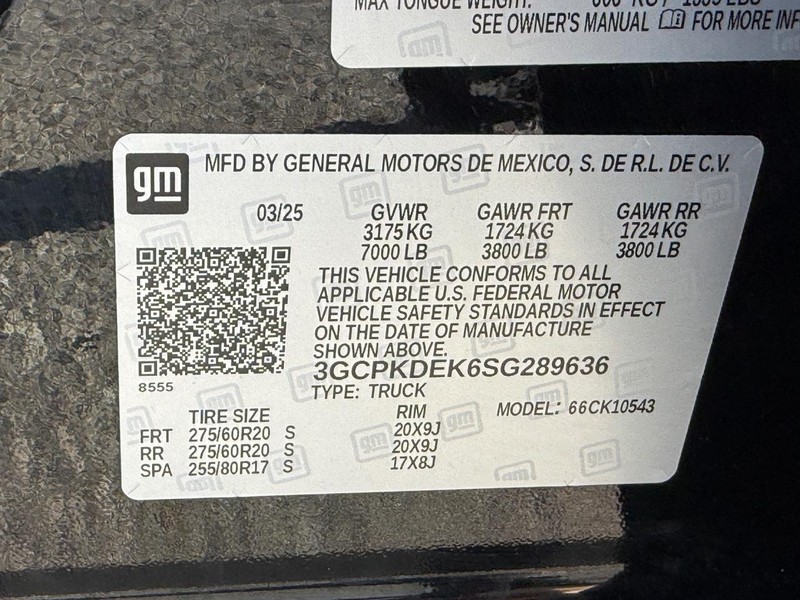 MAX TONGUE WEIGHT:
SEE OWNER'S MANUAL FOR MORE INF
gm
MFD BY GENERAL MOTORS DE MEXICO, S. DE R.L. DE C.V.
03/25 GVWR GAWR FRT GAWR RR
3175 KG 1724 KG 1724 KG
7000 LB 3800 LB 3800 LB
THIS VEHICLE CONFORMS TO ALL
APPLICABLE U.S. FEDERAL MOTOR
VEHICLE SAFETY STANDARDS IN EFFECT
ON THE DATE OF MANUFACTURE
SHOWN ABOVE.
3GCPKDEK6SG289636
8555
TYPE: TRUCK
TIRE SIZE RIM MODEL: 66CK10543
FRT 275/60R20 S 20X9J
RR 275/60R20 S 20X9J
SPA 255/80R17 S 17X8J